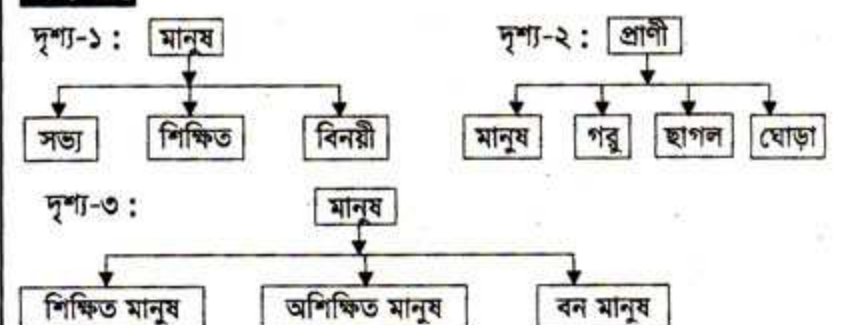 দৃশ্য-১ : মানুষ
দৃশ্য-২ : প্রাণী
সভ্য শিক্ষিত বিনয়ী
মানুষ গরু ছাগল ঘোড়া
দৃশ্য-৩ : মানুষ
শিক্ষিত মানুষ অশিক্ষিত মানুষ বন মানুষ